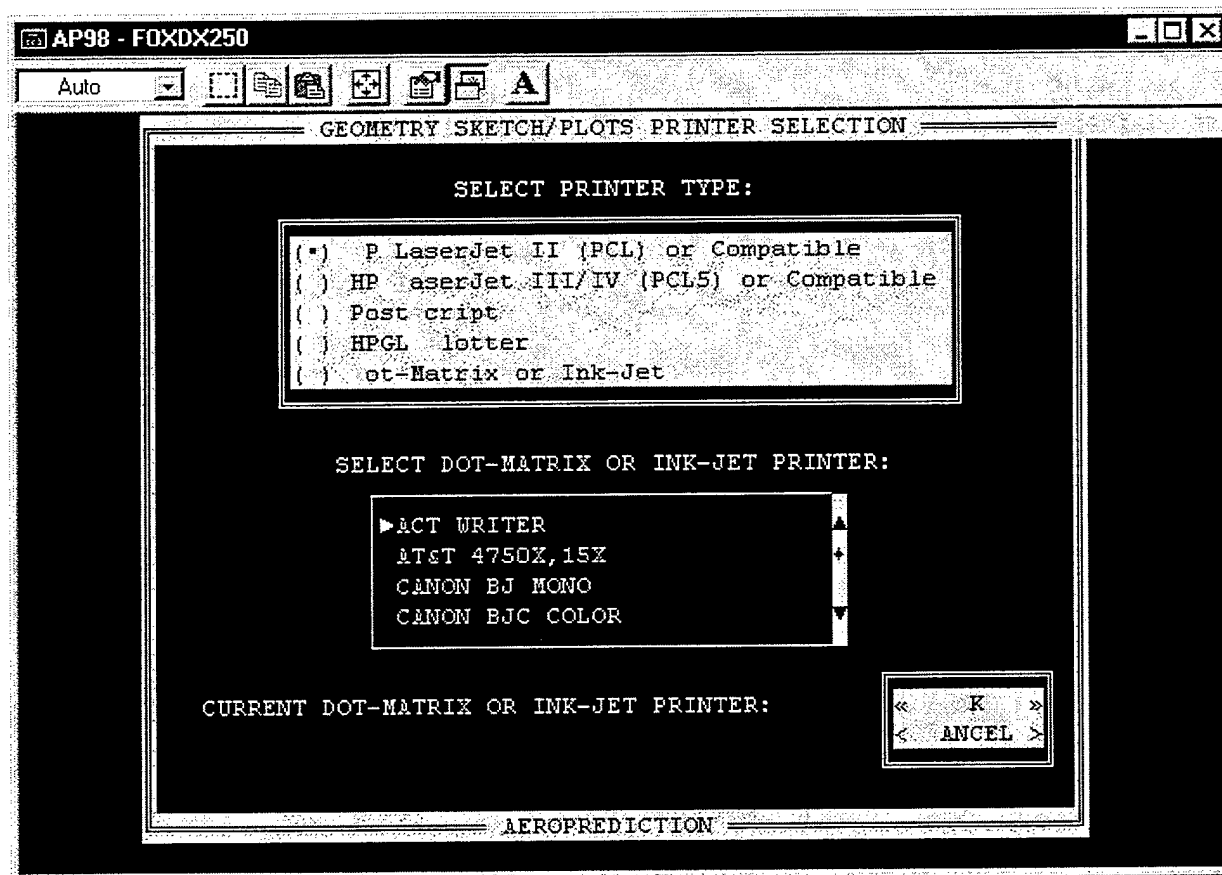 AP98 - FOXDX250
Auto
A
GEOMETRY SKETCH/PLOTS PRINTER SELECTION
SELECT PRINTER TYPE:
(•) P LaserJet II (PCL) or Compatible
( ) HP aserJet III/IV (PCL5) or Compatible
( ) Post cript
( ) HPGL lotter
( ) ot-Matrix or Ink-Jet
SELECT DOT-MATRIX OR INK-JET PRINTER:
►ACT WRITER
AT&T 4750X,15X
CANON BJ MONO
CANON BJC COLOR
CURRENT DOT-MATRIX OR INK-JET PRINTER:
« K »
< ANCEL >
AEROPREDICTION